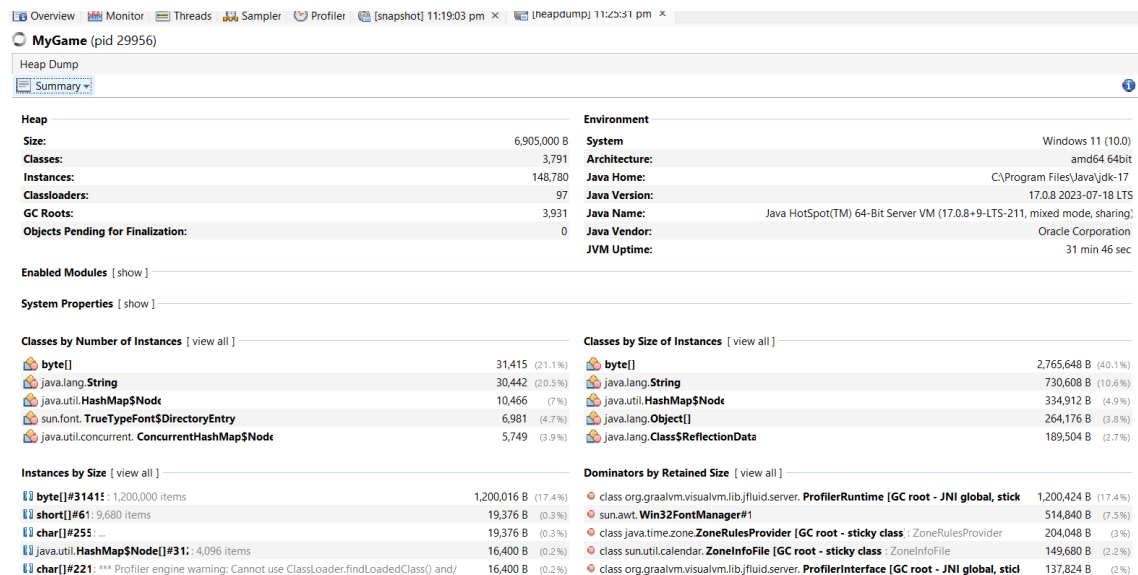 Overview Monitor Threads Sampler Profiler [snapshot] 11:19:03 pm × [heapdump] 11:25:31 pm ×
MyGame (pid 29956)
Heap Dump
Summary
Heap
Size: 6,905,000 B
Classes: 3,791
Instances: 148,780
Classloaders: 97
GC Roots: 3,931
Objects Pending for Finalization: 0
Environment
System Windows 11 (10.0)
Architecture: amd64 64bit
Java Home: C:\Program Files\Java\jdk-17
Java Version: 17.0.8 2023-07-18 LTS
Java Name: Java HotSpot(TM) 64-Bit Server VM (17.0.8+9-LTS-211, mixed mode, sharing)
Java Vendor: Oracle Corporation
JVM Uptime: 31 min 46 sec
Enabled Modules [ show ]
System Properties [ show ]
Classes by Number of Instances [ view all ]
byte[] 31,415 (21.1%)
java.lang.String 30,442 (20.5%)
java.util.HashMap$Node 10,466 (7%)
sun.font. TrueTypeFont$DirectoryEntry 6,981 (4.7%)
java.util.concurrent. ConcurrentHashMap$Node 5,749 (3.9%)
Classes by Size of Instances [ view all ]
byte[] 2,765,648 B (40.1%)
java.lang.String 730,608 B (10.6%)
java.util.HashMap$Node 334,912 B (4.9%)
java.lang.Object[] 264,176 B (3.8%)
java.lang.Class$ReflectionData 189,504 B (2.7%)
Instances by Size [ view all ]
byte[]#31415 : 1,200,000 items 1,200,016 B (17.4%)
short[]#61 : 9,680 items 19,376 B (0.3%)
char[]#255 : ... 19,376 B (0.3%)
java.util.HashMap$Node[]#312 : 4,096 items 16,400 B (0.2%)
char[]#221 : *** Profiler engine warning: Cannot use ClassLoader.findLoadedClass() and/ 16,400 B (0.2%)
Dominators by Retained Size [ view all ]
class org.graalvm.visualvm.lib.jfluid.server. ProfilerRuntime [GC root - JNI global, stick 1,200,424 B (17.4%)
sun.awt.Win32FontManager#1 514,840 B (7.5%)
class java.time.zone.ZoneRulesProvider [GC root - sticky class] : ZoneRulesProvider 204,048 B (3%)
class sun.util.calendar. ZoneInfoFile [GC root - sticky class : ZoneInfoFile 149,680 B (2.2%)
class org.graalvm.visualvm.lib.jfluid.server. ProfilerInterface [GC root - JNI global, stick 137,824 B (2%)